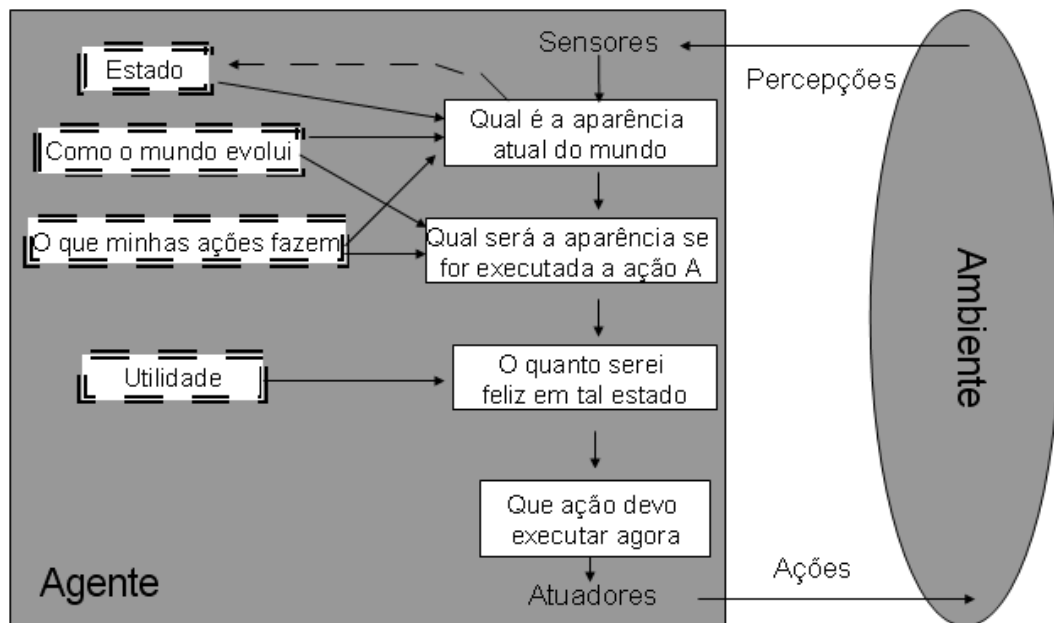 Sensores
Percepções
Estado
Qual é a aparência
atual do mundo
Como o mundo evolui
O que minhas ações fazem
Qual será a aparência se
for executada a ação A
Ambiente
Utilidade
O quanto serei
feliz em tal estado
Que ação devo
executar agora
Agente
Atuadores
Ações